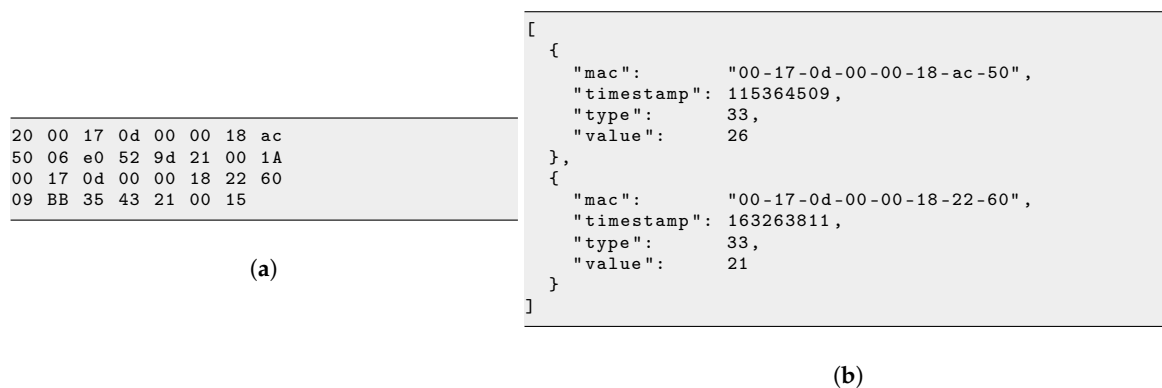 20 00 17 0d 00 00 18 ac
50 06 e0 52 9d 21 00 1A
00 17 0d 00 00 18 22 60
09 BB 35 43 21 00 15
(a)
[
  {
    "mac":       "00-17-0d-00-00-18-ac-50",
    "timestamp": 115364509,
    "type":      33,
    "value":     26
  },
  {
    "mac":       "00-17-0d-00-00-18-22-60",
    "timestamp": 163263811,
    "type":      33,
    "value":     21
  }
]
(b)